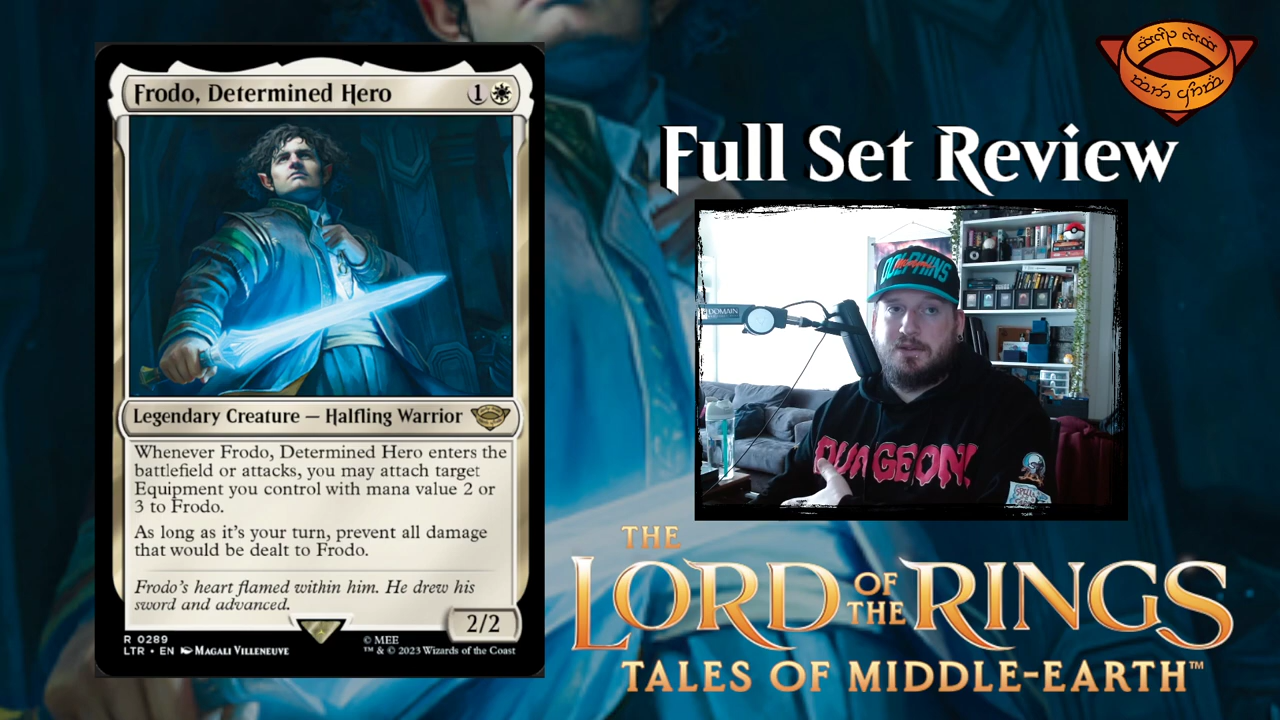 Frodo, Determined Hero 1
Legendary Creature — Halfling Warrior
Whenever Frodo, Determined Hero enters the
battlefield or attacks, you may attach target
Equipment you control with mana value 2 or
3 to Frodo.
As long as it's your turn, prevent all damage
that would be dealt to Frodo.
Frodo's heart flamed within him. He drew his
sword and advanced.
2/2
R 0289
LTR • EN Magali Villeneuve
© MEE
™ & © 2023 Wizards of the Coast
Full Set Review
DOLPHINS
DOMAIN
DUNGEON!
THE
LORD OF THE RINGS
TALES OF MIDDLE-EARTH™